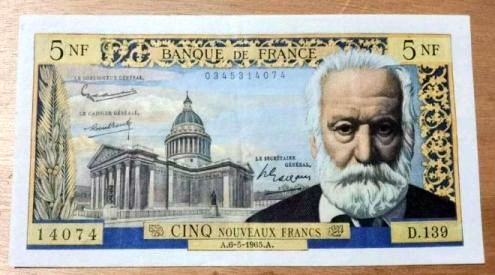 5 NF BANQUE DE FRANCE 5 NF
0345314074
LE CONTROLEUR GÉNÉRAL,
LE CAISSIER GÉNÉRAL,
LE SECRÉTAIRE
GÉNÉRAL,
14074 CINQ NOUVEAUX FRANCS D.139
A.6-5-1965.A.